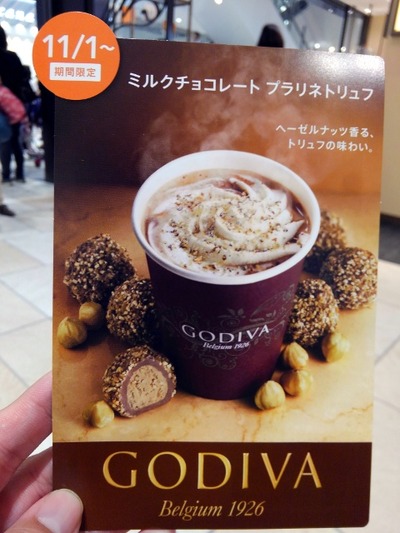 11/1~
期間限定
ミルクチョコレート プラリネトリュフ
ヘーゼルナッツ香る、
トリュフの味わい。
GODIVA
Belgium 1926
GODIVA
Belgium 1926